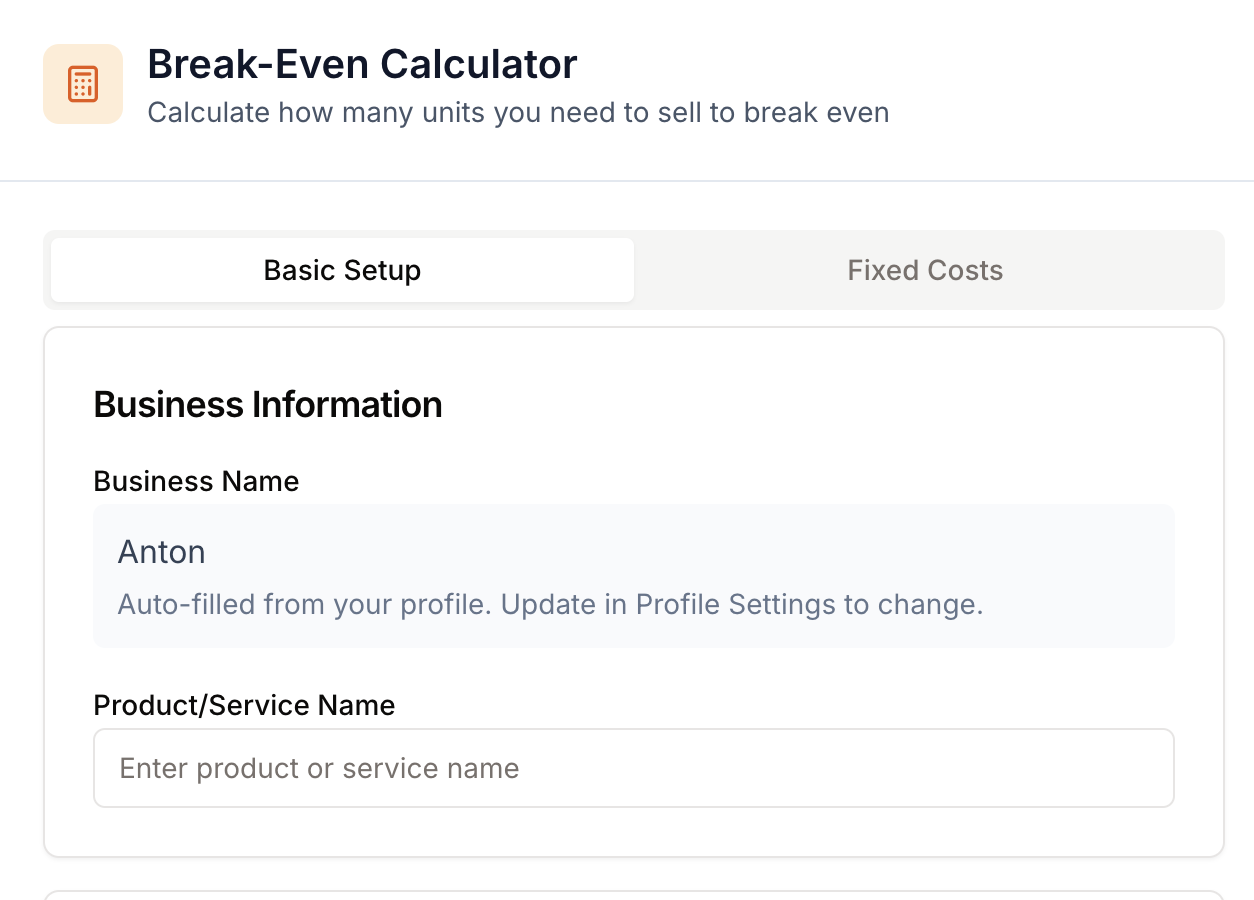 Break-Even Calculator
Calculate how many units you need to sell to break even
Basic Setup
Fixed Costs
Business Information
Business Name
Anton
Auto-filled from your profile. Update in Profile Settings to change.
Product/Service Name
Enter product or service name